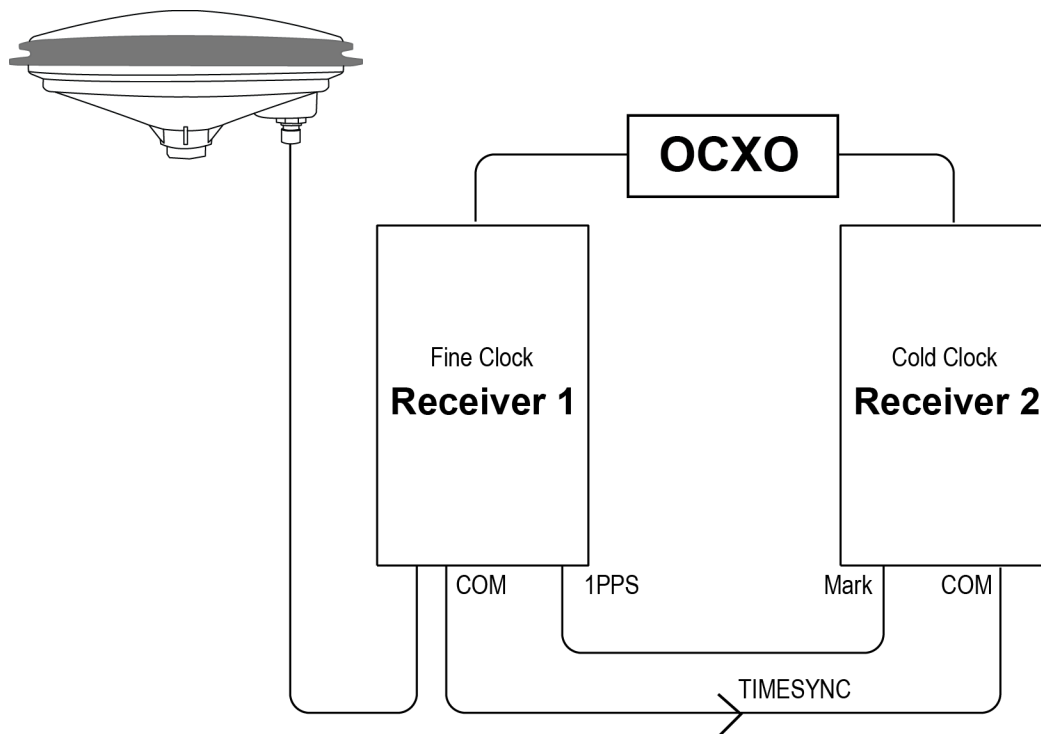 OCXO
Fine Clock
Receiver 1
Cold Clock
Receiver 2
COM
1PPS
Mark
COM
TIMESYNC